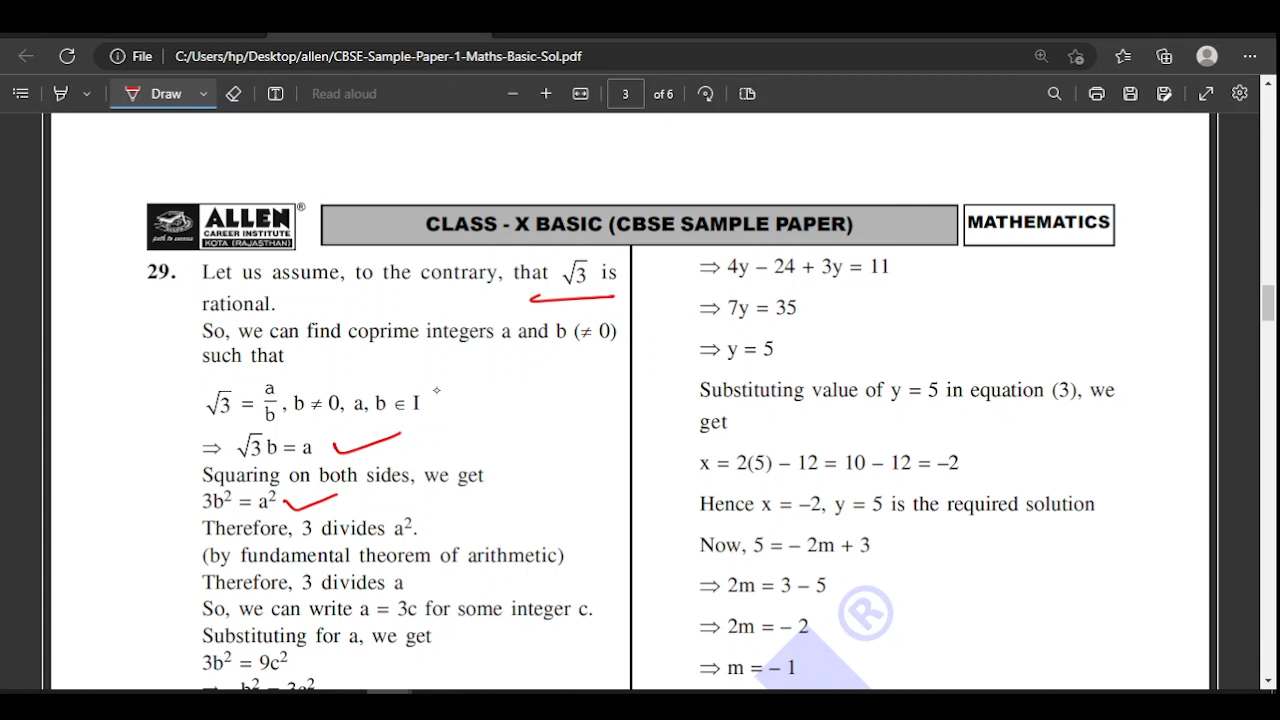 File C:/Users/hp/Desktop/allen/CBSE-Sample-Paper-1-Maths-Basic-Sol.pdf
Draw Read aloud 3 of 6
path to success ALLEN ®
CAREER INSTITUTE
KOTA (RAJASTHAN)
CLASS - X BASIC (CBSE SAMPLE PAPER)
MATHEMATICS
29. Let us assume, to the contrary, that √3 is
rational.
So, we can find coprime integers a and b (≠ 0)
such that
√3 = a/b, b ≠ 0, a, b ∈ I
⇒ √3 b = a
Squaring on both sides, we get
3b² = a²
Therefore, 3 divides a².
(by fundamental theorem of arithmetic)
Therefore, 3 divides a
So, we can write a = 3c for some integer c.
Substituting for a, we get
3b² = 9c²
⇒ b² = 3c²
⇒ 4y – 24 + 3y = 11
⇒ 7y = 35
⇒ y = 5
Substituting value of y = 5 in equation (3), we
get
x = 2(5) – 12 = 10 – 12 = –2
Hence x = –2, y = 5 is the required solution
Now, 5 = – 2m + 3
⇒ 2m = 3 – 5
⇒ 2m = – 2
⇒ m = – 1
®